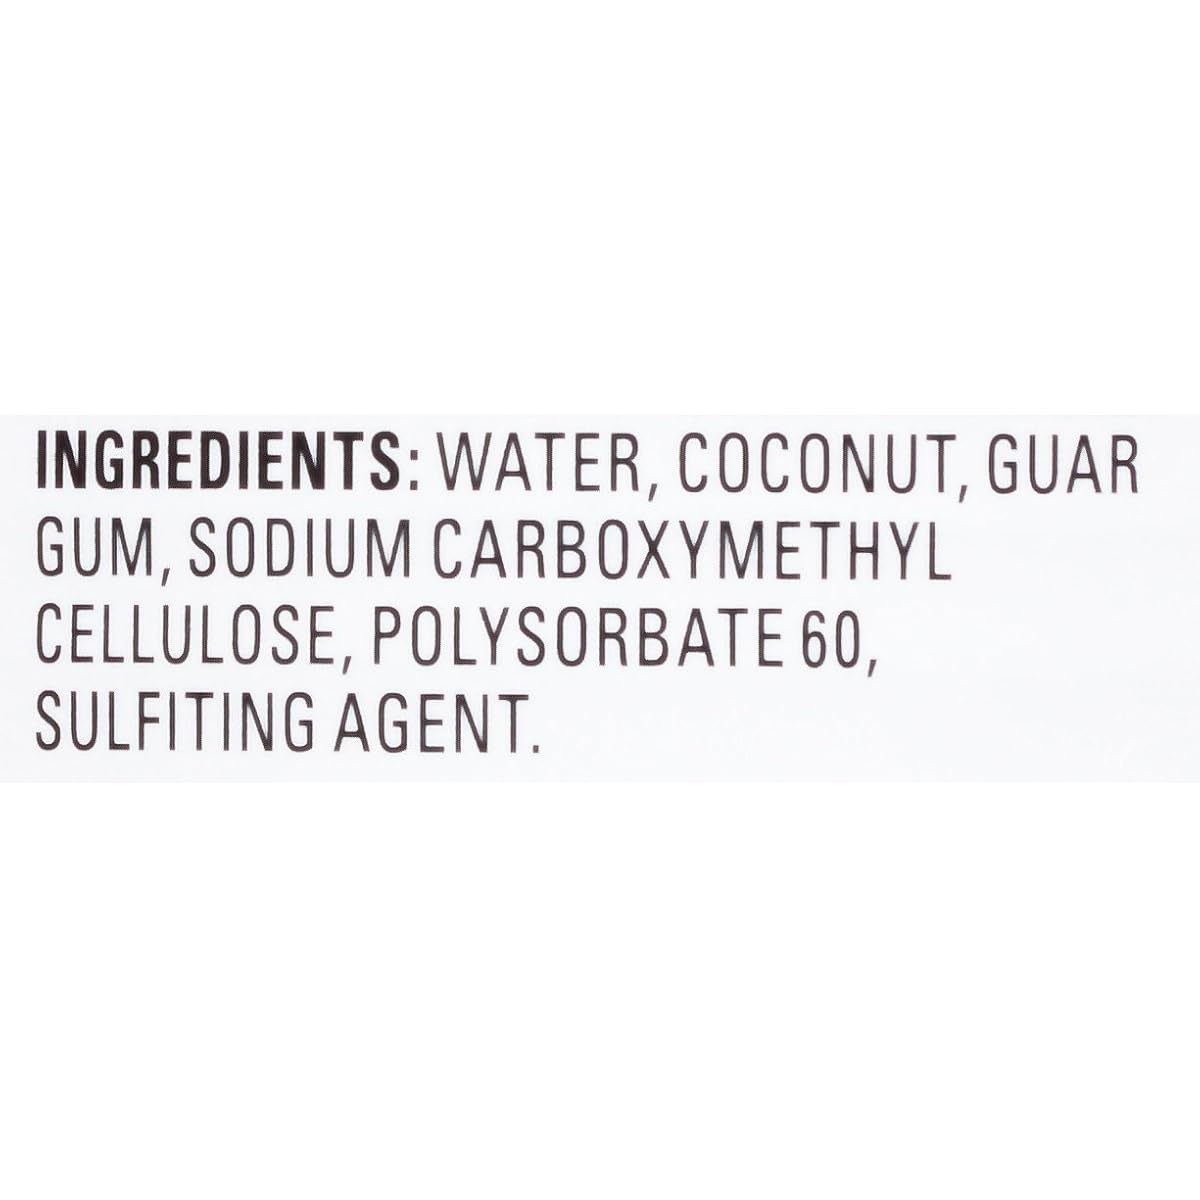 INGREDIENTS: WATER, COCONUT, GUAR
GUM, SODIUM CARBOXYMETHYL
CELLULOSE, POLYSORBATE 60,
SULFITING AGENT.